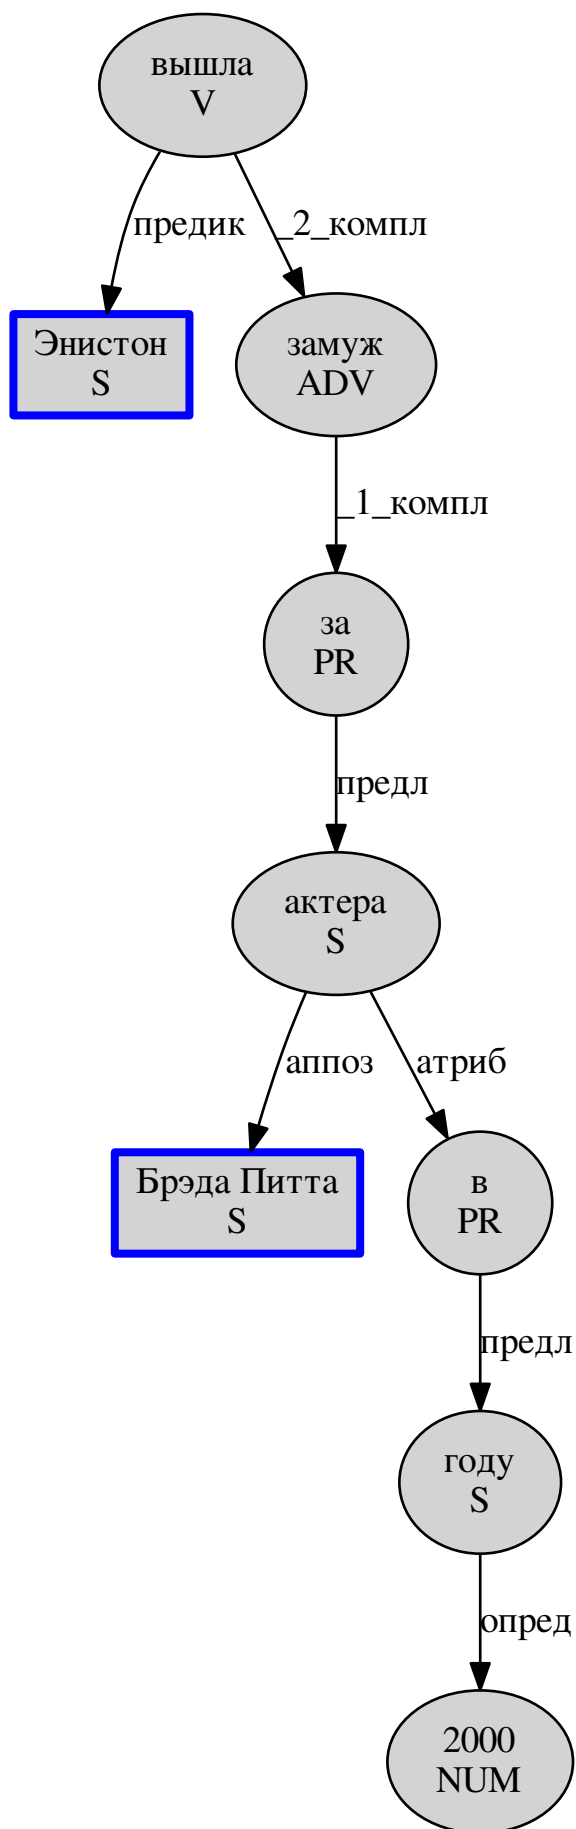 вышла
V
предик
_2_компл
Энистон
S
замуж
ADV
_1_компл
за
PR
предл
актера
S
аппоз
атриб
Брэда Питта
S
в
PR
предл
году
S
опред
2000
NUM